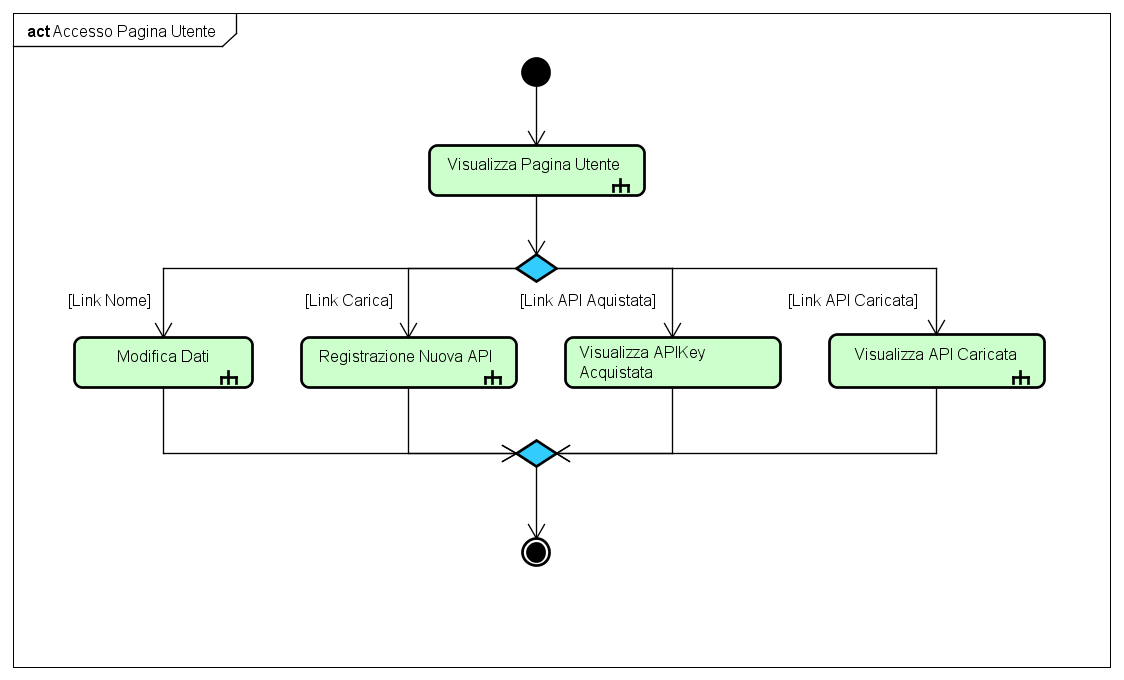 act Accesso Pagina Utente
Visualizza Pagina Utente
[Link Nome]
[Link Carica]
[Link API Aquistata]
[Link API Caricata]
Modifica Dati
Registrazione Nuova API
Visualizza APIKey
Acquistata
Visualizza API Caricata